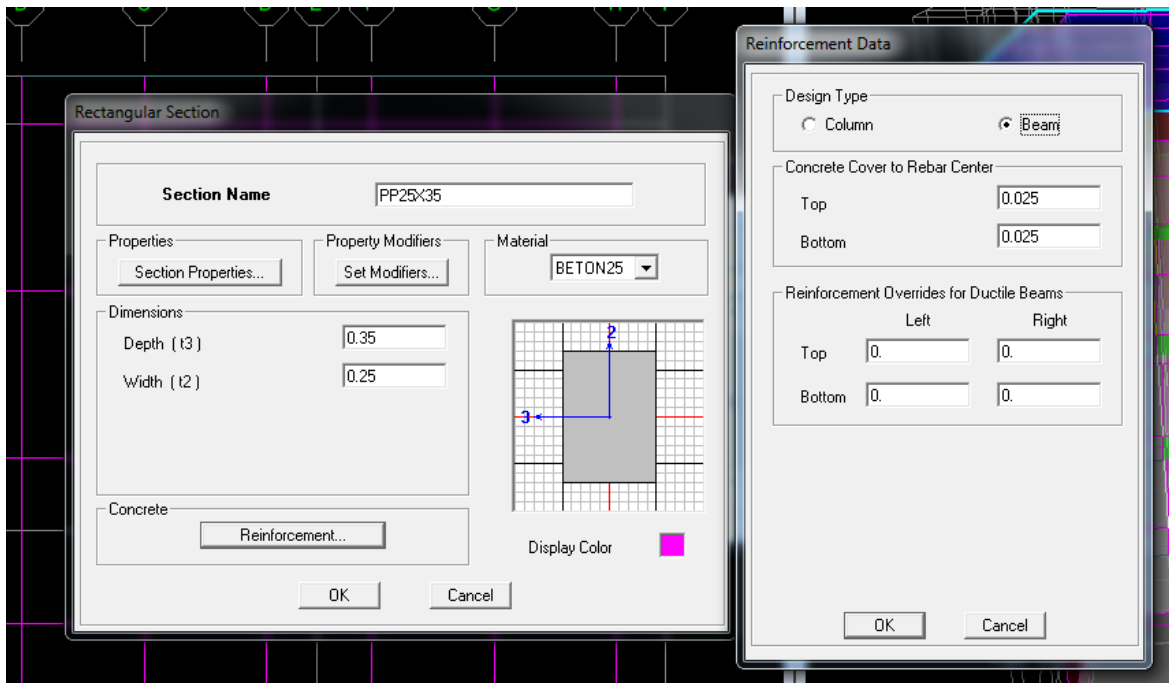 Rectangular Section
Section Name PP25X35
Properties
Section Properties...
Property Modifiers
Set Modifiers...
Material
BETON25
Dimensions
Depth ( t3 ) 0.35
Width ( t2 ) 0.25
2
3
Concrete
Reinforcement...
Display Color
OK Cancel
Reinforcement Data
Design Type
Column Beam
Concrete Cover to Rebar Center
Top 0.025
Bottom 0.025
Reinforcement Overrides for Ductile Beams
Left Right
Top 0. 0.
Bottom 0. 0.
OK Cancel